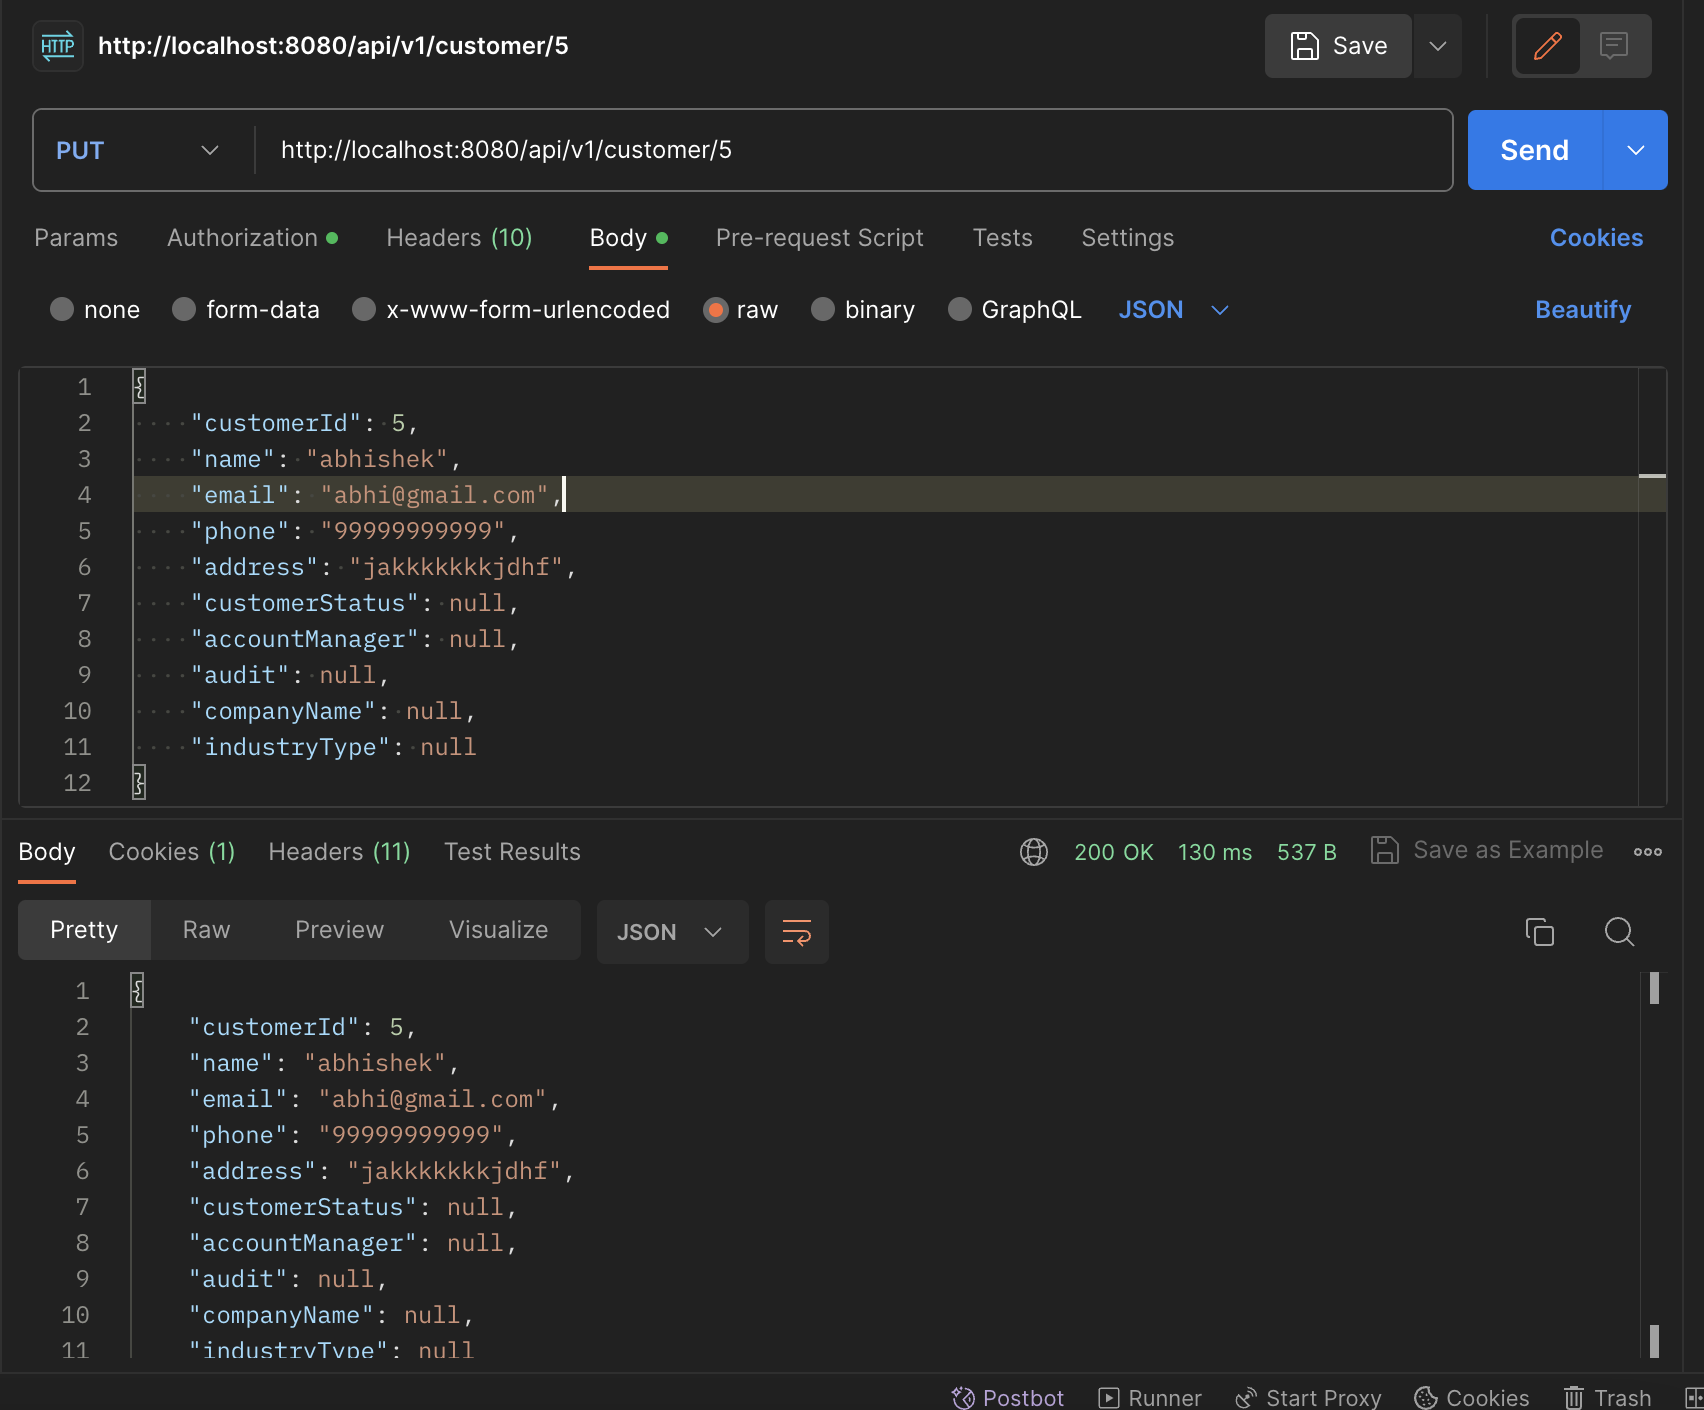 HTTP http://localhost:8080/api/v1/customer/5 Save
PUT http://localhost:8080/api/v1/customer/5 Send
Params Authorization Headers (10) Body Pre-request Script Tests Settings Cookies
none form-data x-www-form-urlencoded raw binary GraphQL JSON Beautify
1 {
2 "customerId": 5,
3 "name": "abhishek",
4 "email": "abhi@gmail.com",
5 "phone": "99999999999",
6 "address": "jakkkkkkkjdhf",
7 "customerStatus": null,
8 "accountManager": null,
9 "audit": null,
10 "companyName": null,
11 "industryType": null
12 }
Body Cookies (1) Headers (11) Test Results 200 OK 130 ms 537 B Save as Example
Pretty Raw Preview Visualize JSON
1 {
2 "customerId": 5,
3 "name": "abhishek",
4 "email": "abhi@gmail.com",
5 "phone": "99999999999",
6 "address": "jakkkkkkkjdhf",
7 "customerStatus": null,
8 "accountManager": null,
9 "audit": null,
10 "companyName": null,
11 "industryType": null
Postbot Runner Start Proxy Cookies Trash